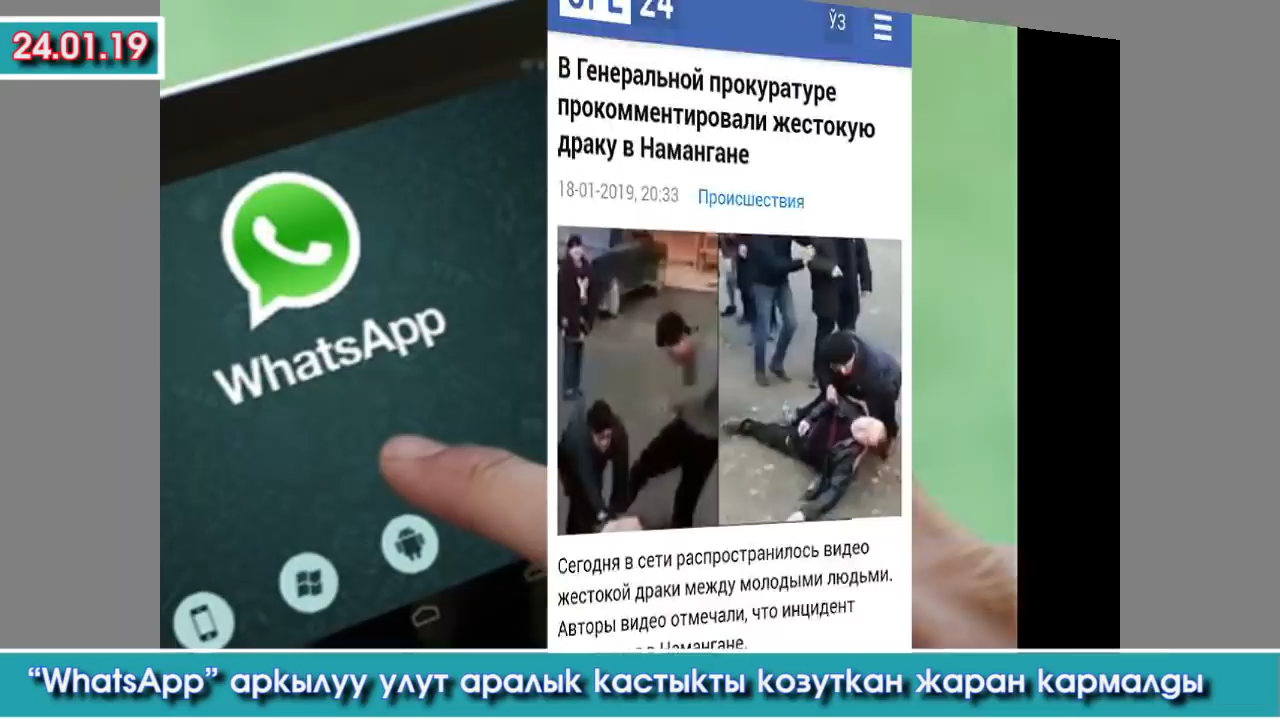 24.01.19
24
ўз
В Генеральной прокуратуре
прокомментировали жестокую
драку в Намангане
18-01-2019, 20:33 Происшествия
WhatsApp
Сегодня в сети распространилось видео
жестокой драки между молодыми людьми.
Авторы видео отмечали, что инцидент
в Намангане.
“WhatsApp” аркылуу улут аралык кастыкты козуткан жаран кармалды